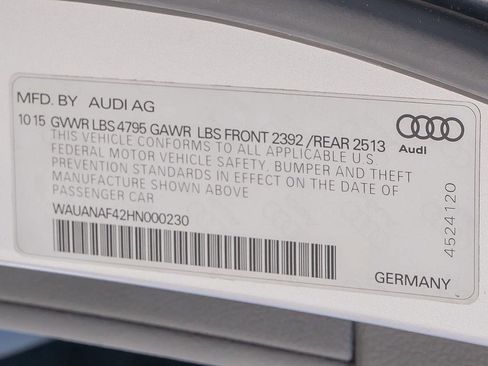 MFD. BY AUDI AG
10 15 GVWR LBS 4795 GAWR LBS FRONT 2392 /REAR 2513
THIS VEHICLE CONFORMS TO ALL APPLICABLE U S
FEDERAL MOTOR VEHICLE SAFETY, BUMPER AND THEFT
PREVENTION STANDARDS IN EFFECT ON THE DATE OF
MANUFACTURE SHOWN ABOVE
PASSENGER CAR
WAUANAF42HN000230
Audi
4524120
GERMANY